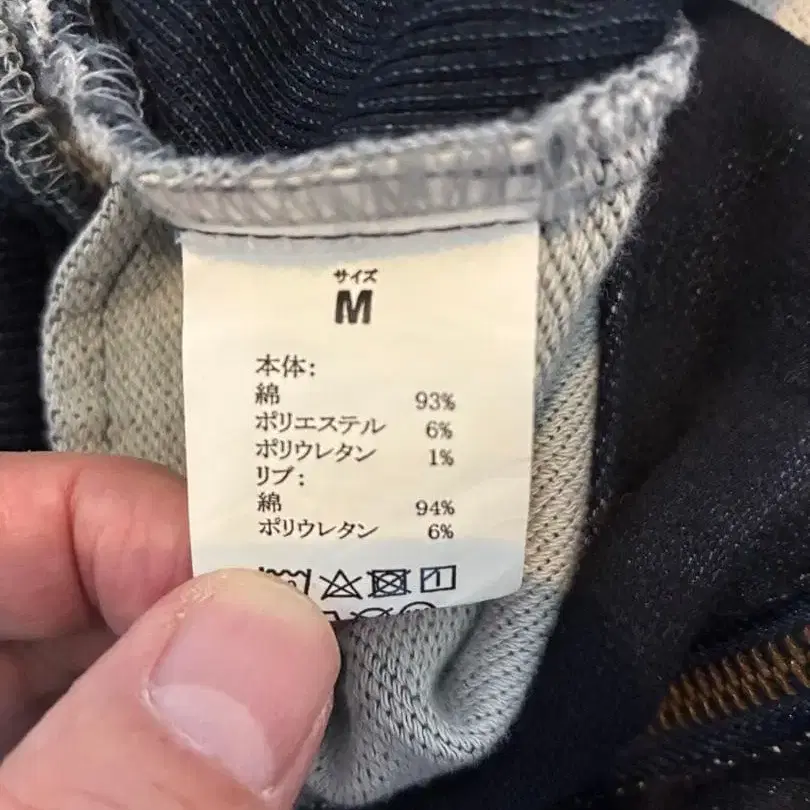 サイズ
M
本体:
綿 93%
ポリエステル 6%
ポリウレタン 1%
リブ:
綿 94%
ポリウレタン 6%